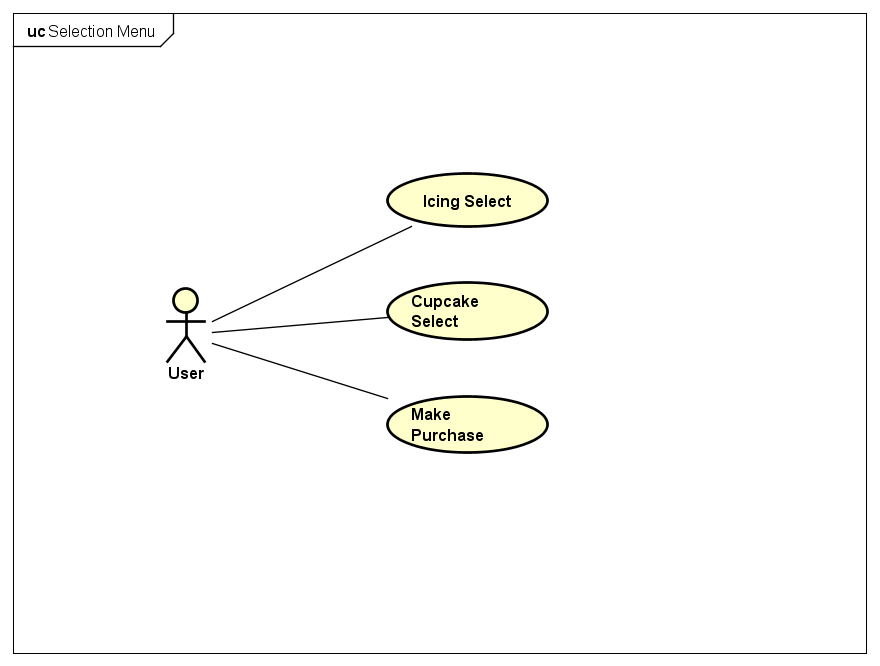 uc Selection Menu
Icing Select
Cupcake
Select
User
Make
Purchase